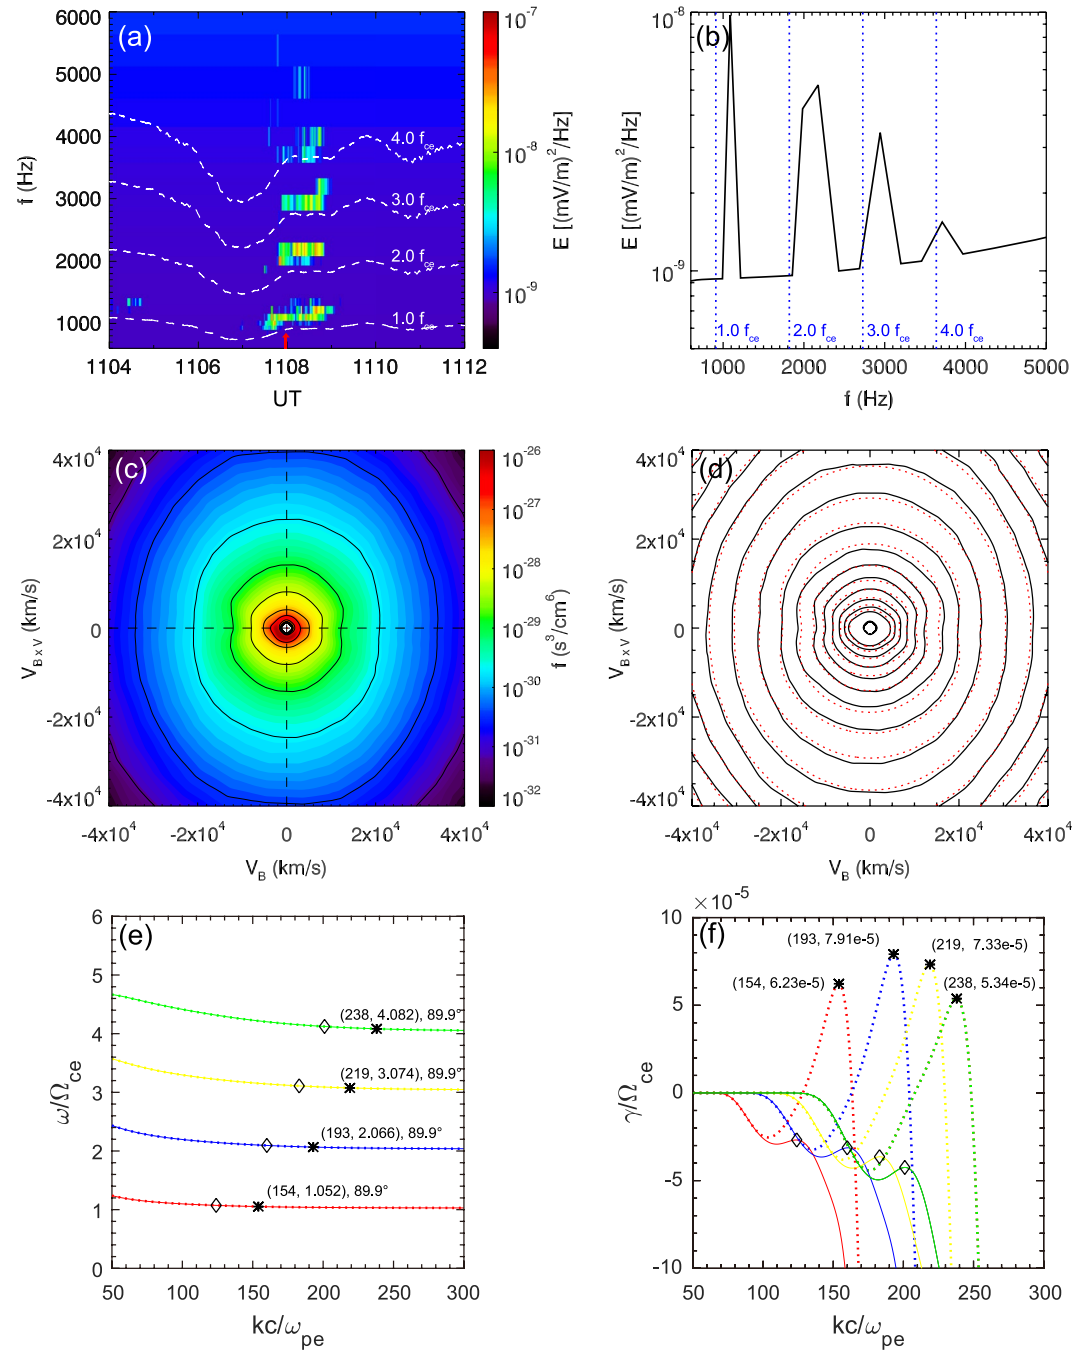 (a)
6000
5000
4000
3000
2000
1000
f (Hz)
4.0 f_ce
3.0 f_ce
2.0 f_ce
1.0 f_ce
1104 1106 1108 1110 1112
UT
10^-7
10^-8
10^-9
E [(mV/m)^2/Hz]
(b)
10^-8
10^-9
E [(mV/m)^2/Hz]
1.0 f_ce 2.0 f_ce 3.0 f_ce 4.0 f_ce
1000 2000 3000 4000 5000
f (Hz)
(c)
4x10^4
2x10^4
0
-2x10^4
-4x10^4
V_B x V (km/s)
-4x10^4 -2x10^4 0 2x10^4 4x10^4
V_B (km/s)
10^-26
10^-27
10^-28
10^-29
10^-30
10^-31
10^-32
f (s^3/cm^6)
(d)
4x10^4
2x10^4
0
-2x10^4
-4x10^4
V_B x V (km/s)
-4x10^4 -2x10^4 0 2x10^4 4x10^4
V_B (km/s)
(e)
6
5
4
3
2
1
0
ω/Ω_ce
(238, 4.082), 89.9°
(219, 3.074), 89.9°
(193, 2.066), 89.9°
(154, 1.052), 89.9°
50 100 150 200 250 300
kc/ω_pe
×10^-5
(f)
10
5
0
-5
-10
γ/Ω_ce
(193, 7.91e-5)
(219, 7.33e-5)
(154, 6.23e-5)
(238, 5.34e-5)
50 100 150 200 250 300
kc/ω_pe